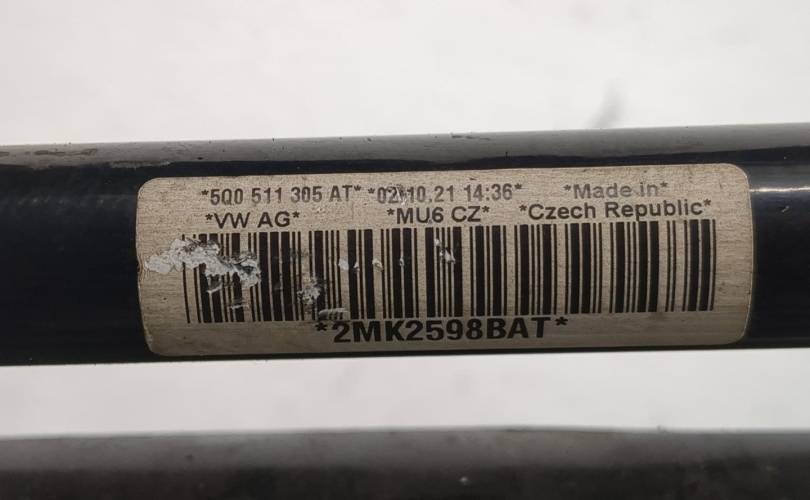 *5Q0 511 305 AT* *02.10.21 14:36* *Made in*
*VW AG* *MU6 CZ* *Czech Republic*
*2MK2598BAT*